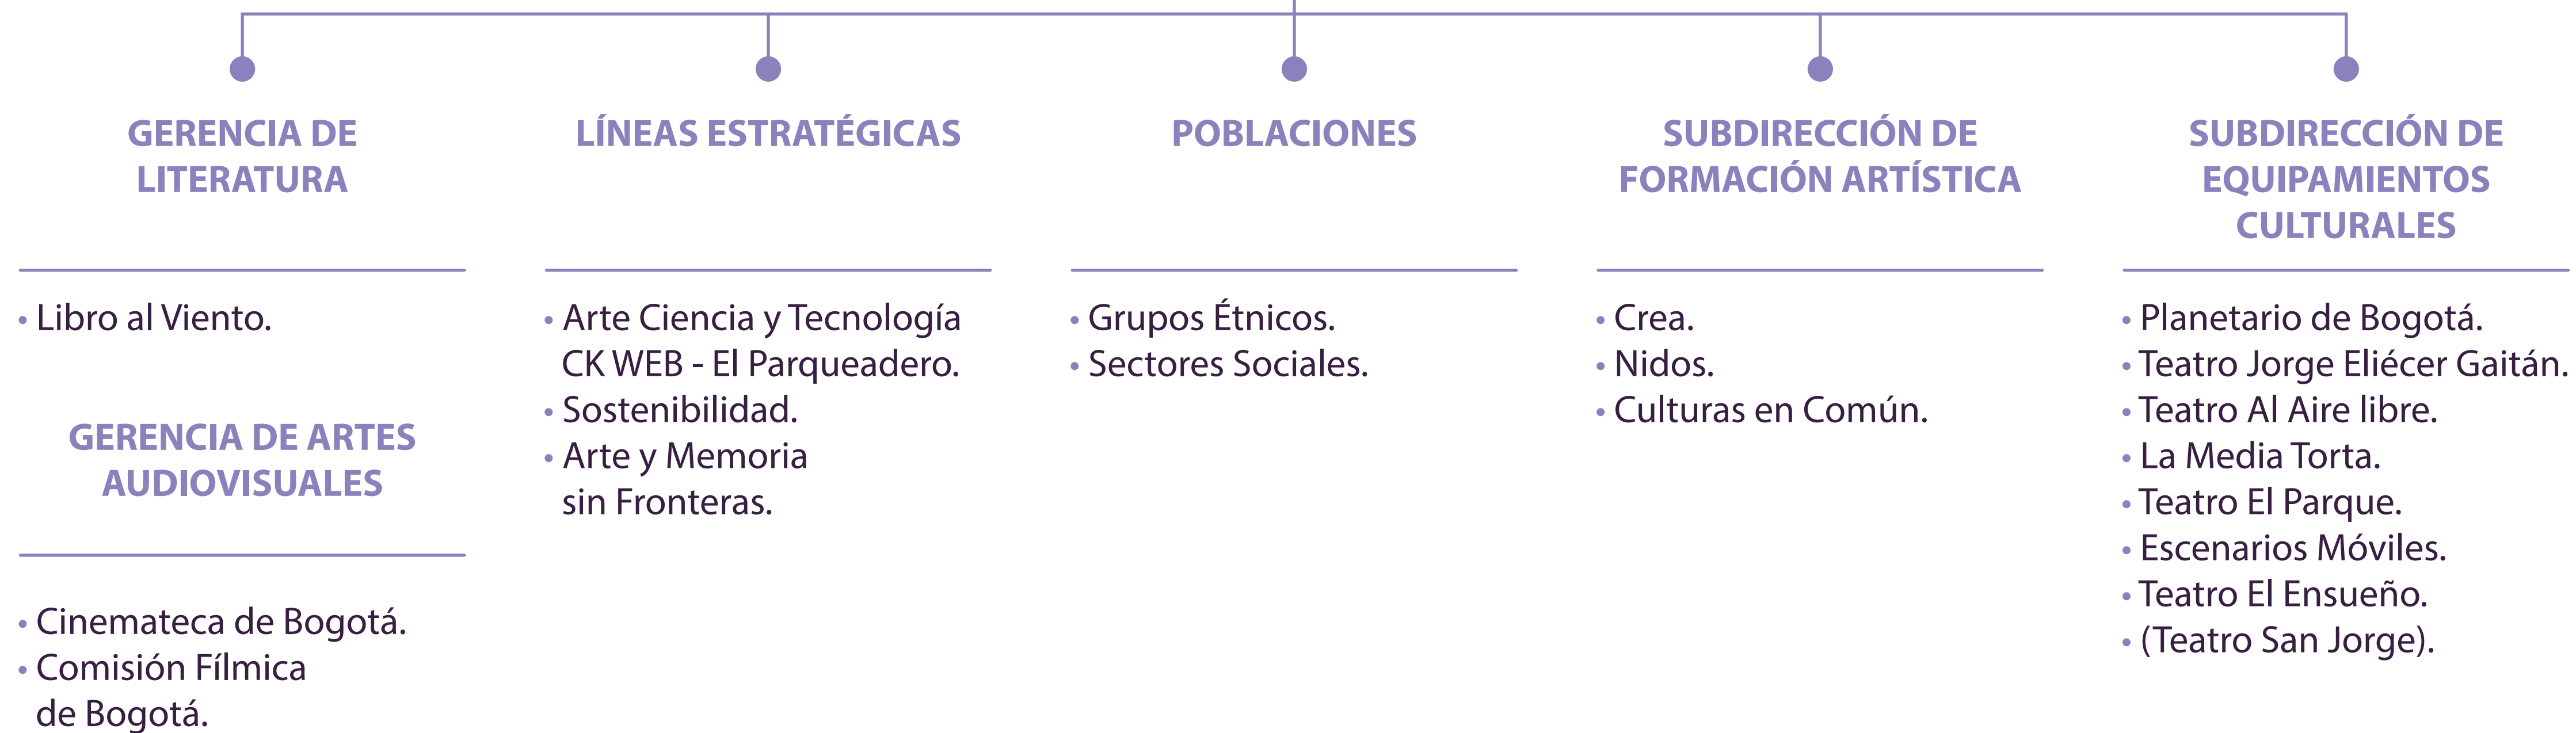 GERENCIA DE
LITERATURA
• Libro al Viento.
GERENCIA DE ARTES
AUDIOVISUALES
• Cinemateca de Bogotá.
• Comisión Fílmica
de Bogotá.
LÍNEAS ESTRATÉGICAS
• Arte Ciencia y Tecnología
CK WEB - El Parqueadero.
• Sostenibilidad.
• Arte y Memoria
sin Fronteras.
POBLACIONES
• Grupos Étnicos.
• Sectores Sociales.
SUBDIRECCIÓN DE
FORMACIÓN ARTÍSTICA
• Crea.
• Nidos.
• Culturas en Común.
SUBDIRECCIÓN DE
EQUIPAMIENTOS
CULTURALES
• Planetario de Bogotá.
• Teatro Jorge Eliécer Gaitán.
• Teatro Al Aire libre.
• La Media Torta.
• Teatro El Parque.
• Escenarios Móviles.
• Teatro El Ensueño.
• (Teatro San Jorge).